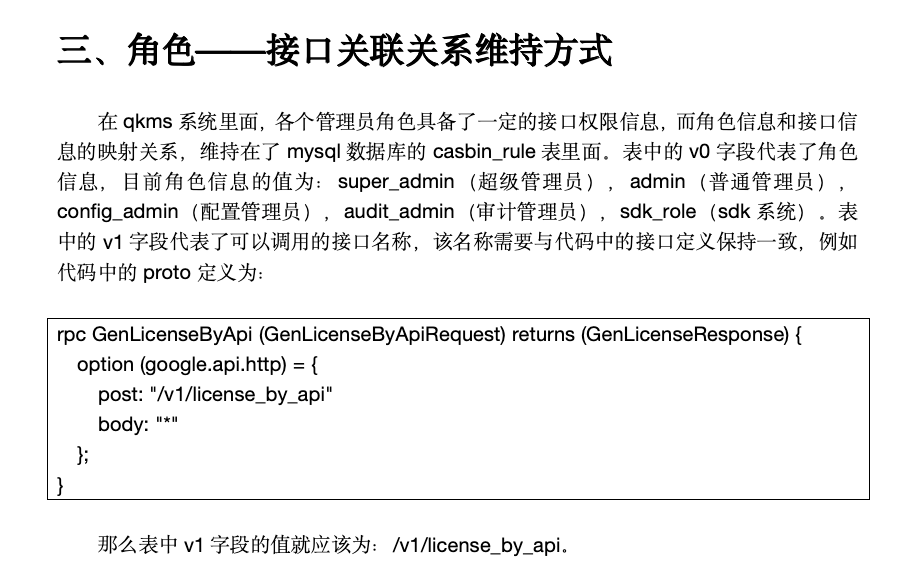 三、角色——接口关联关系维持方式
在 qkms 系统里面，各个管理员角色具备了一定的接口权限信息，而角色信息和接口信
息的映射关系，维持在了 mysql 数据库的 casbin_rule 表里面。表中的 v0 字段代表了角色
信息，目前角色信息的值为：super_admin（超级管理员），admin（普通管理员），
config_admin（配置管理员），audit_admin（审计管理员），sdk_role（sdk 系统）。表
中的 v1 字段代表了可以调用的接口名称，该名称需要与代码中的接口定义保持一致，例如
代码中的 proto 定义为：
rpc GenLicenseByApi (GenLicenseByApiRequest) returns (GenLicenseResponse) {
option (google.api.http) = {
post: "/v1/license_by_api"
body: "*"
};
}
那么表中 v1 字段的值就应该为：/v1/license_by_api。